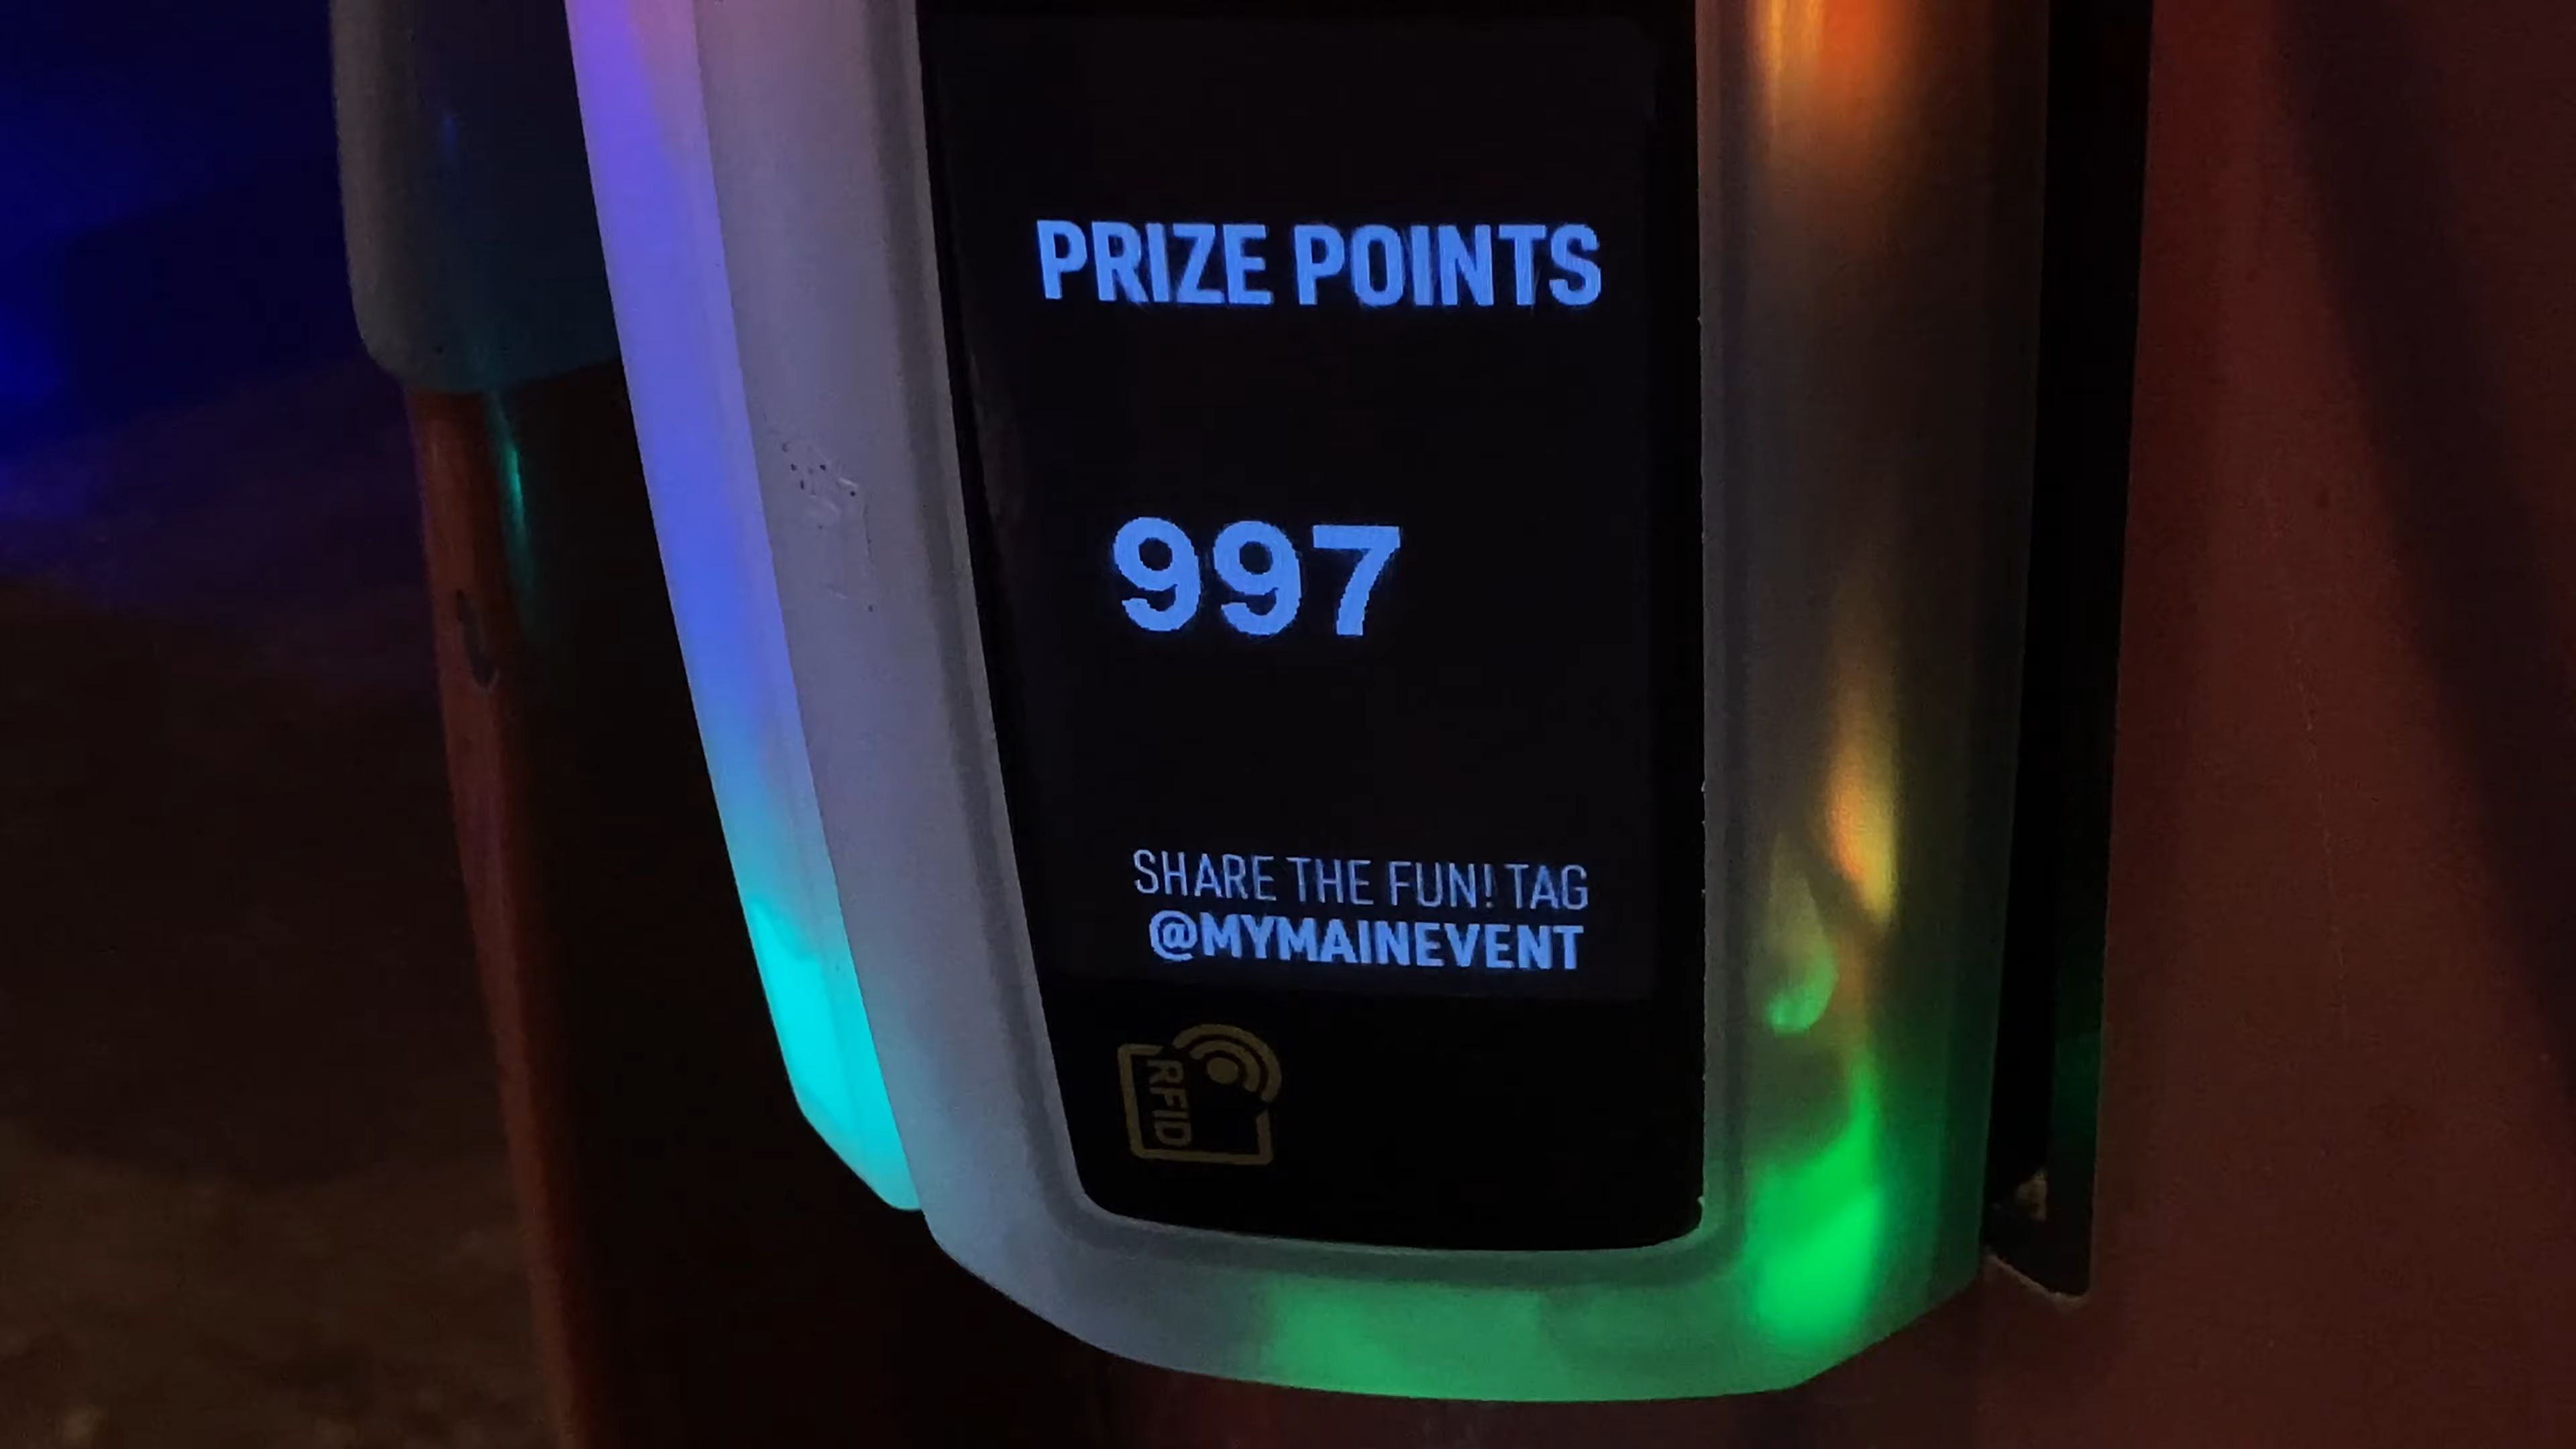 PRIZE POINTS
997
SHARE THE FUN! TAG
@MYMAINEVENT
RFID